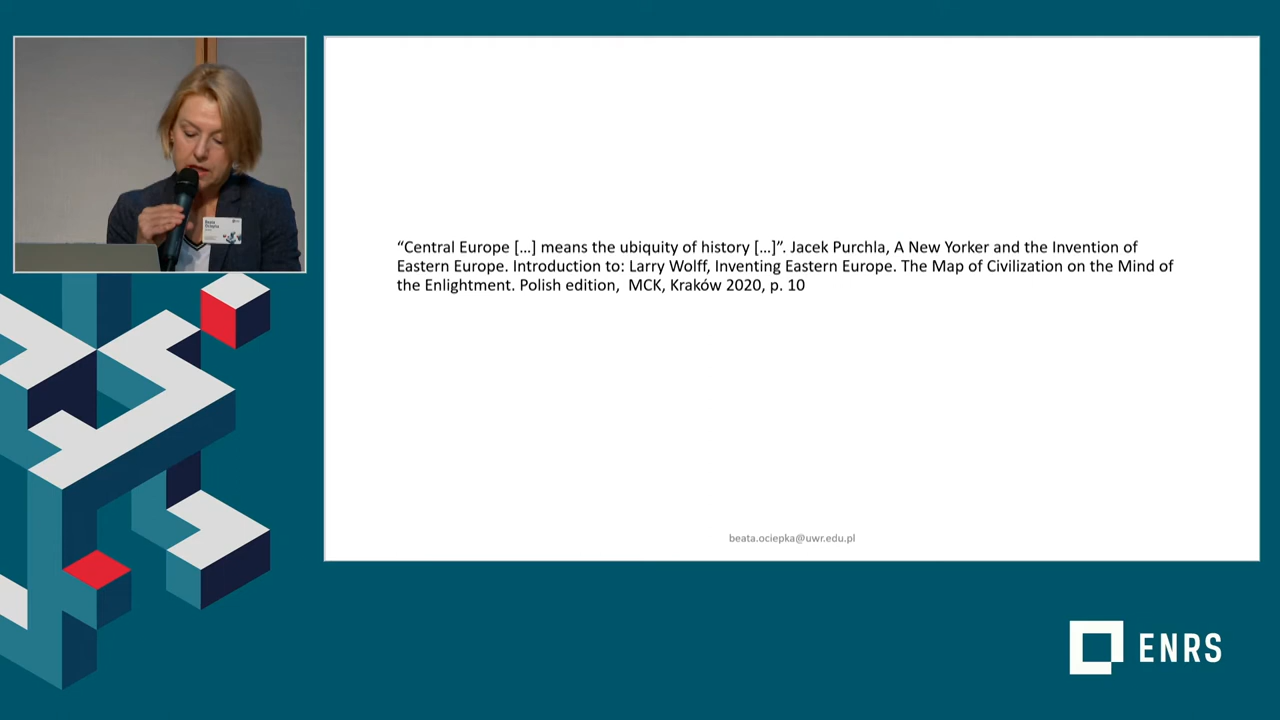 Beata
Ociepka
“Central Europe […] means the ubiquity of history […]”. Jacek Purchla, A New Yorker and the Invention of
Eastern Europe. Introduction to: Larry Wolff, Inventing Eastern Europe. The Map of Civilization on the Mind of
the Enlightment. Polish edition,  MCK, Kraków 2020, p. 10
beata.ociepka@uwr.edu.pl
ENRS